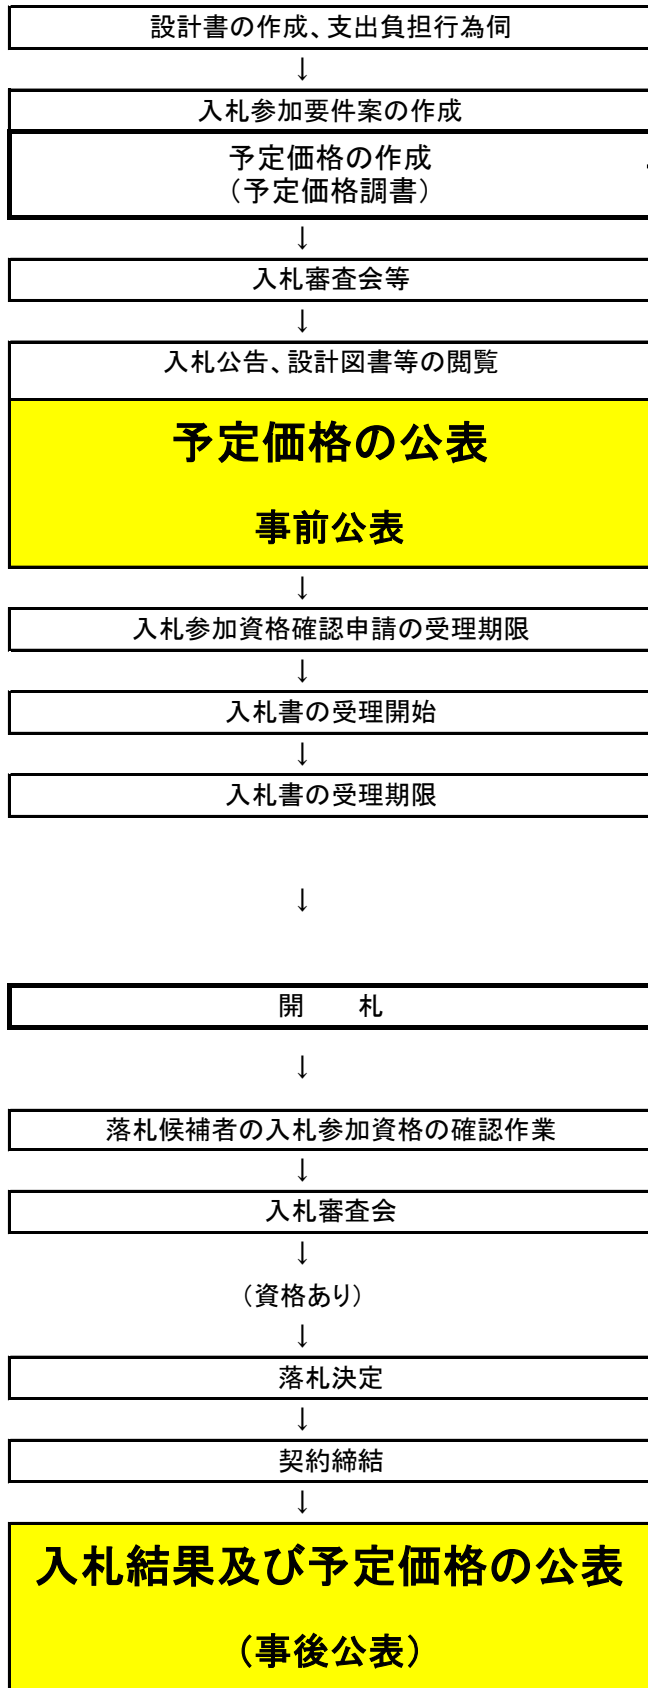 設計書の作成、支出負担行為伺
↓
入札参加要件案の作成
予定価格の作成
（予定価格調書）
↓
入札審査会等
↓
入札公告、設計図書等の閲覧
予定価格の公表
事前公表
↓
入札参加資格確認申請の受理期限
↓
入札書の受理開始
↓
入札書の受理期限
↓
開　　札
↓
落札候補者の入札参加資格の確認作業
↓
入札審査会
↓
（資格あり）
↓
落札決定
↓
契約締結
↓
入札結果及び予定価格の公表
（事後公表）